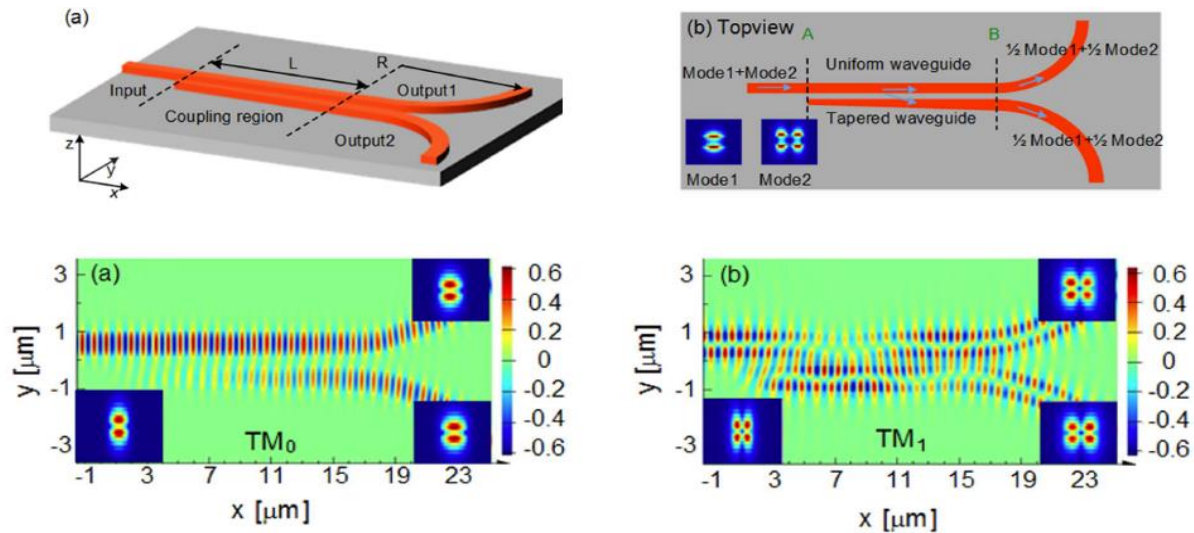 (a)
L
R
Input
Output1
Coupling region
Output2
z
y
x
(b) Topview
A
B
½ Mode1+½ Mode2
Mode1+Mode2
Uniform waveguide
Tapered waveguide
½ Mode1+½ Mode2
Mode1
Mode2
(a)
y [μm]
3
1
-1
-3
0.6
0.4
0.2
0
-0.2
-0.4
-0.6
TM0
-1 3 7 11 15 19 23
x [μm]
(b)
y [μm]
3
1
-1
-3
0.6
0.4
0.2
0
-0.2
-0.4
-0.6
TM1
-1 3 7 11 15 19 23
x [μm]